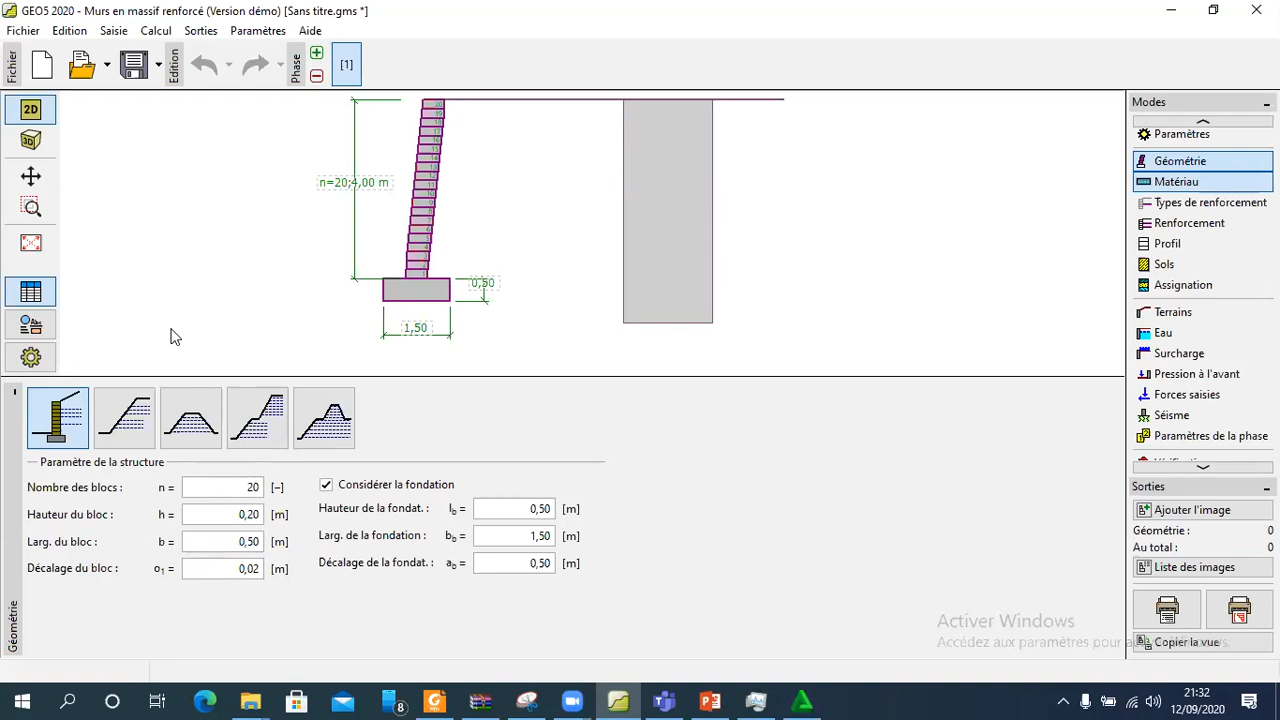 GEO5 2020 - Murs en massif renforcé (Version démo) [Sans titre.gms *]
Fichier Edition Saisie Calcul Sorties Paramètres Aide
Fichier
Edition
Phase
[1]
2D
3D
n=20;4,00 m
0,50
1,50
Modes
Paramètres
Géométrie
Matériau
Types de renforcement
Renforcement
Profil
Sols
Assignation
Terrains
Eau
Surcharge
Pression à l'avant
Forces saisies
Séisme
Paramètres de la phase
Sorties
Ajouter l'image
Géométrie : 0
Au total : 0
Liste des images
Copier la vue
Géométrie
Paramètre de la structure
Nombre des blocs : n = 20 [–]
Hauteur du bloc : h = 0,20 [m]
Larg. du bloc : b = 0,50 [m]
Décalage du bloc : o1 = 0,02 [m]
Considérer la fondation
Hauteur de la fondat. : lb = 0,50 [m]
Larg. de la fondation : bb = 1,50 [m]
Décalage de la fondat. : ab = 0,50 [m]
Activer Windows
Accédez aux paramètres pour activer Windows.
8
21:32
12/09/2020